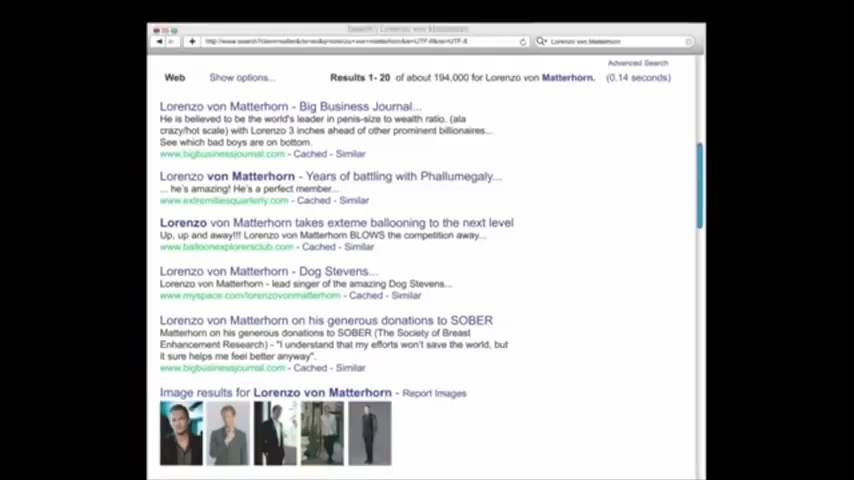 Search | Lorenzo von Matterhorn
Lorenzo von Matterhorn
Advanced Search
Web Show options... Results 1- 20 of about 194,000 for Lorenzo von Matterhorn. (0.14 seconds)
Lorenzo von Matterhorn - Big Business Journal...
He is believed to be the world's leader in penis-size to wealth ratio. (ala
crazy/hot scale) with Lorenzo 3 inches ahead of other prominent billionaires...
See which bad boys are on bottom.
www.bigbusinessjournal.com - Cached - Similar
Lorenzo von Matterhorn - Years of battling with Phallumegaly...
... he's amazing! He's a perfect member...
www.extremitiesquarterly.com - Cached - Similar
Lorenzo von Matterhorn takes exteme ballooning to the next level
Up, up and away!!! Lorenzo von Matterhorn BLOWS the competition away...
www.balloonexplorersclub.com - Cached - Similar
Lorenzo von Matterhorn - Dog Stevens...
Lorenzo von Matterhorn - lead singer of the amazing Dog Stevens...
www.myspace.com/lorenzovonmatterhorn - Cached - Similar
Lorenzo von Matterhorn on his generous donations to SOBER
Matterhorn on his generous donations to SOBER (The Society of Breast
Enhancement Research) - "I understand that my efforts won't save the world, but
it sure helps me feel better anyway".
www.bigbusinessjournal.com - Cached - Similar
Image results for Lorenzo von Matterhorn - Report Images